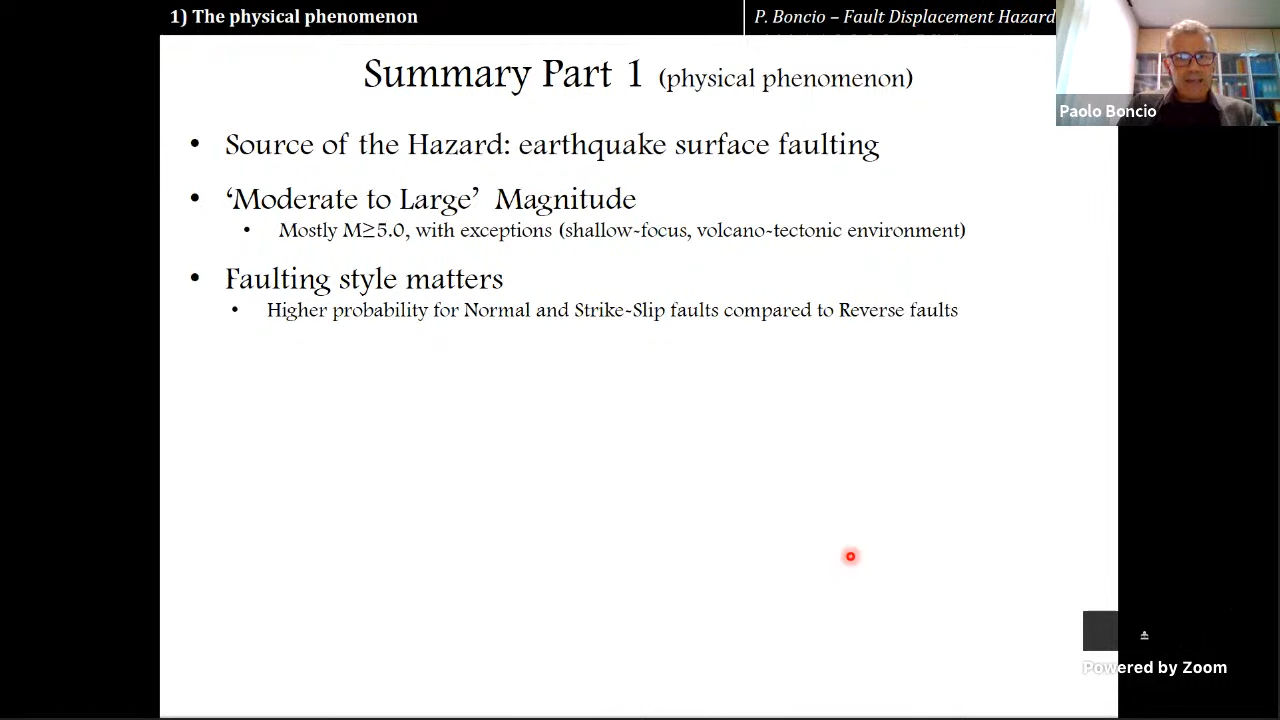 1) The physical phenomenon
P. Boncio – Fault Displacement Hazard
Paolo Boncio
Summary Part 1 (physical phenomenon)
• Source of the Hazard: earthquake surface faulting
• ‘Moderate to Large’ Magnitude
• Mostly M≥5.0, with exceptions (shallow-focus, volcano-tectonic environment)
• Faulting style matters
• Higher probability for Normal and Strike-Slip faults compared to Reverse faults
Powered by Zoom